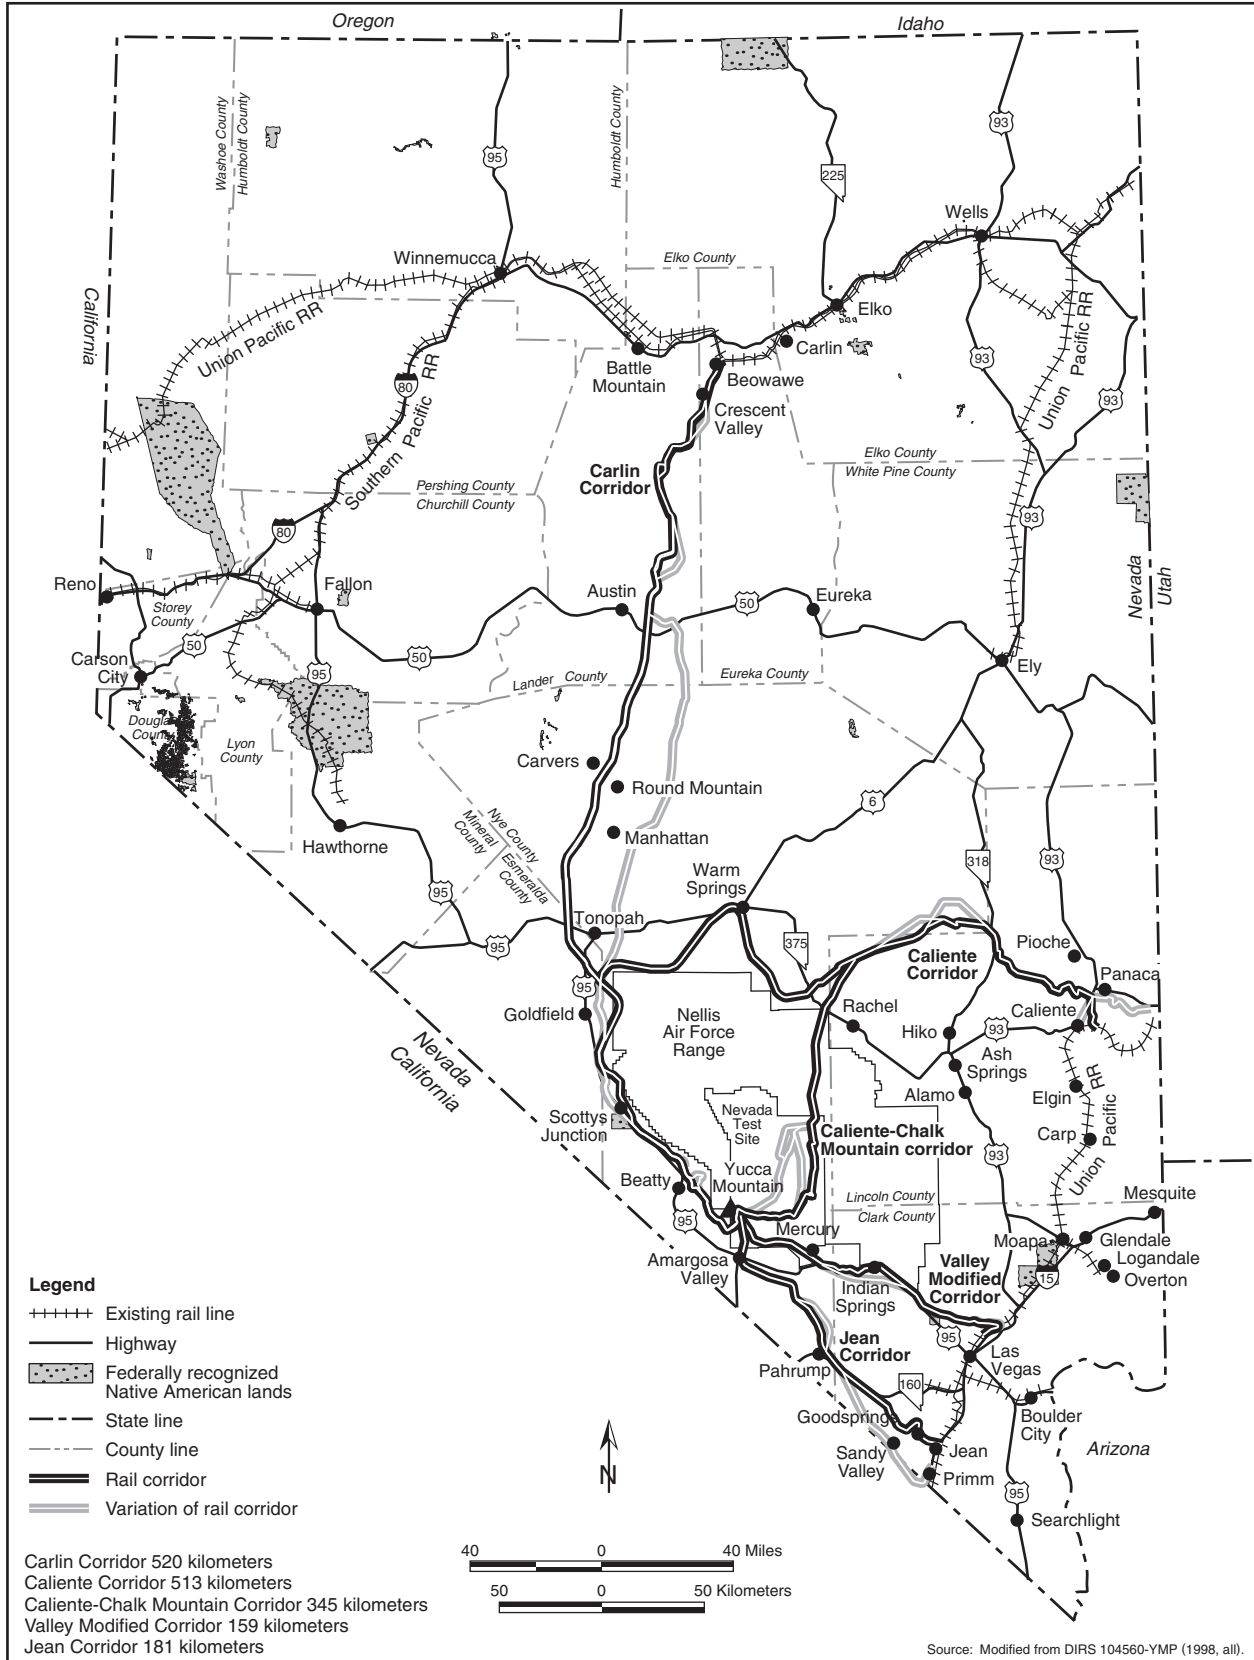 Oregon
Idaho
Washoe County
Humboldt County
Humboldt County
95
93
225
Wells
Winnemucca
Elko County
California
Union Pacific RR
Elko
Carlin
Union Pacific RR
80
Battle
Mountain
Beowawe
93
93
Crescent
Valley
Southern Pacific RR
Carlin
Corridor
Elko County
White Pine County
Pershing County
Churchill County
80
93
Reno
Fallon
Austin
50
Eureka
Nevada
Utah
Storey
County
50
50
Carson
City
95
Ely
Lander County
Eureka County
Douglas
County
Lyon
County
Carvers
Round Mountain
6
Nye County
Mineral
County
Esmeralda
County
Manhattan
Hawthorne
318
93
Warm
Springs
95
Tonopah
95
375
Pioche
Caliente
Corridor
Panaca
95
Goldfield
Nellis
Air Force
Range
Rachel
Caliente
Hiko
93
Nevada
California
Ash
Springs
Alamo
Elgin
Union Pacific RR
Scottys
Junction
Nevada
Test
Site
Caliente-Chalk
Mountain corridor
Carp
93
Beatty
Yucca
Mountain
Lincoln County
Clark County
Mesquite
95
Mercury
Moapa
Glendale
Logandale
Overton
Amargosa
Valley
Valley
Modified
Corridor
15
Indian
Springs
95
Jean
Corridor
Las
Vegas
Pahrump
160
Goodsprings
Boulder
City
Arizona
Sandy
Valley
Jean
Primm
95
Searchlight
N
Legend
Existing rail line
Highway
Federally recognized
Native American lands
State line
County line
Rail corridor
Variation of rail corridor
Carlin Corridor 520 kilometers
Caliente Corridor 513 kilometers
Caliente-Chalk Mountain Corridor 345 kilometers
Valley Modified Corridor 159 kilometers
Jean Corridor 181 kilometers
40 0 40 Miles
50 0 50 Kilometers
Source: Modified from DIRS 104560-YMP (1998, all).